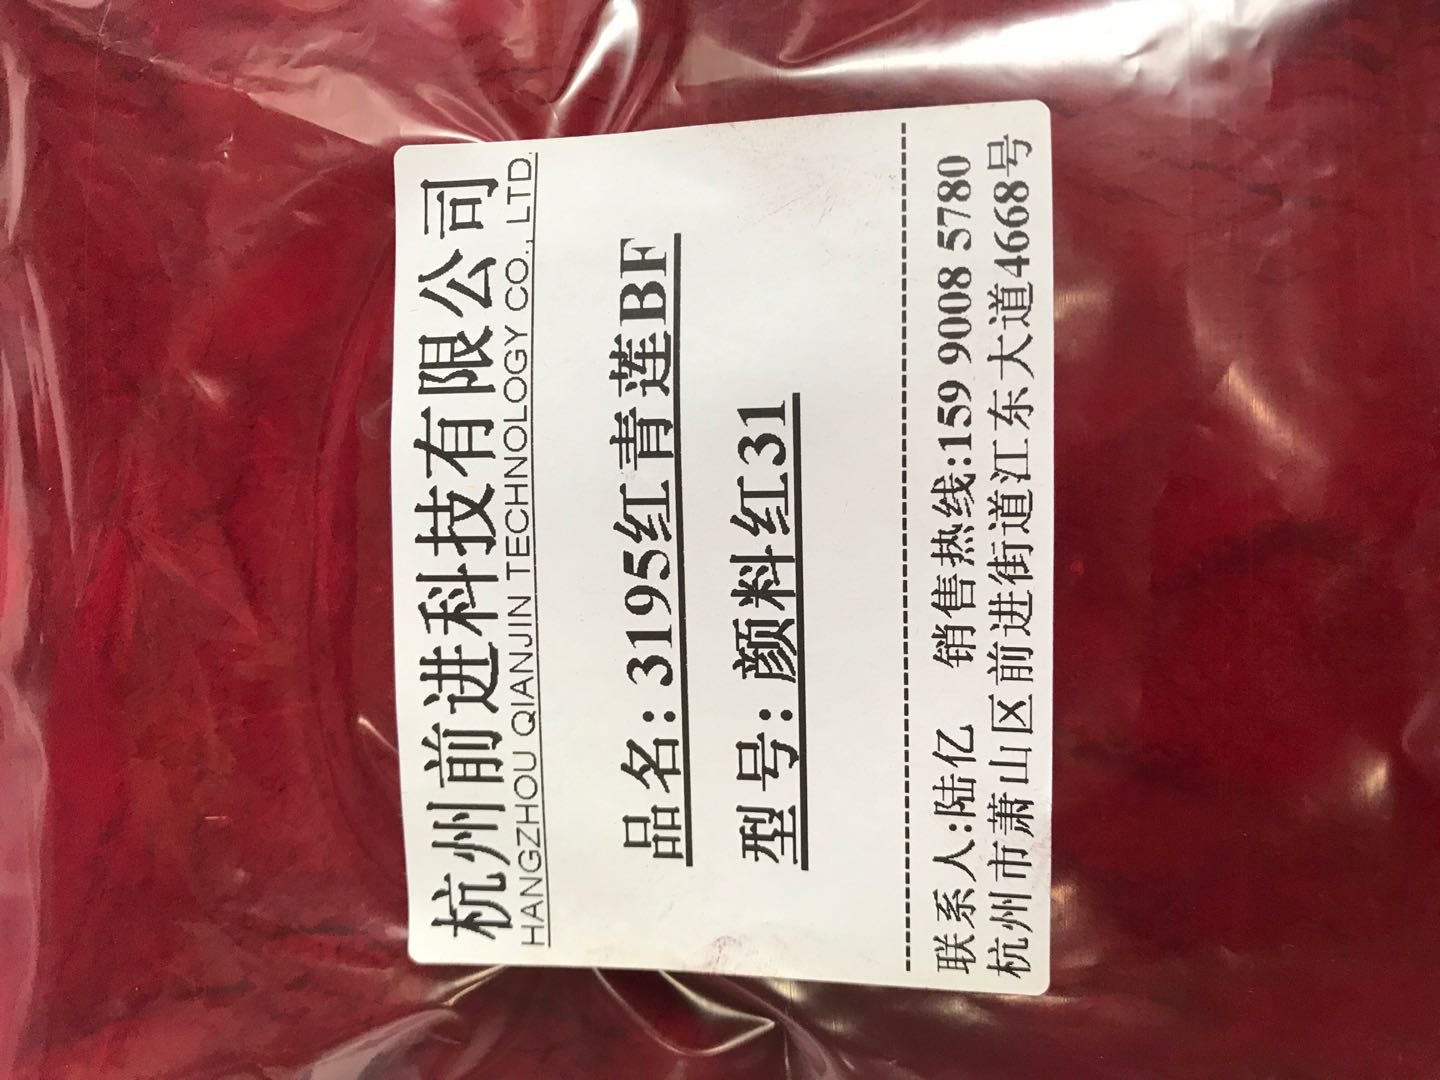 杭州前进科技有限公司
HANGZHOU QIANJIN TECHNOLOGY CO., LTD.
品名:3195红青莲BF
型号:颜料红31
联系人:陆亿 销售热线:159 9008 5780
杭州市萧山区前进街道江东大道4668号